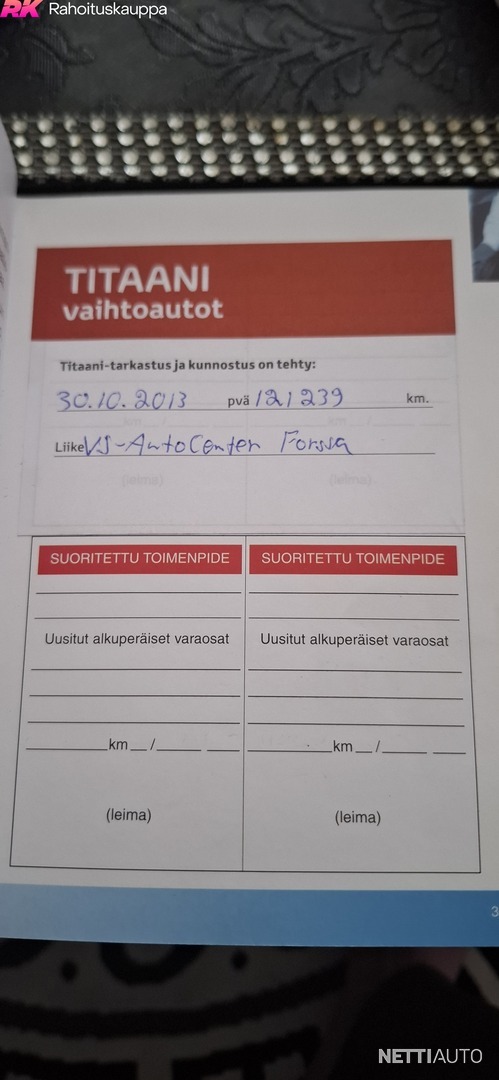 RK Rahoituskauppa
TITAANI
vaihtoautot
Titaani-tarkastus ja kunnostus on tehty:
30.10.2013 pvä 121239 km.
Liike VS-AutoCenter Forssa
(leima) (leima)
SUORITETTU TOIMENPIDE SUORITETTU TOIMENPIDE
Uusitut alkuperäiset varaosat Uusitut alkuperäiset varaosat
km / km /
(leima) (leima)
3
NETTIAUTO